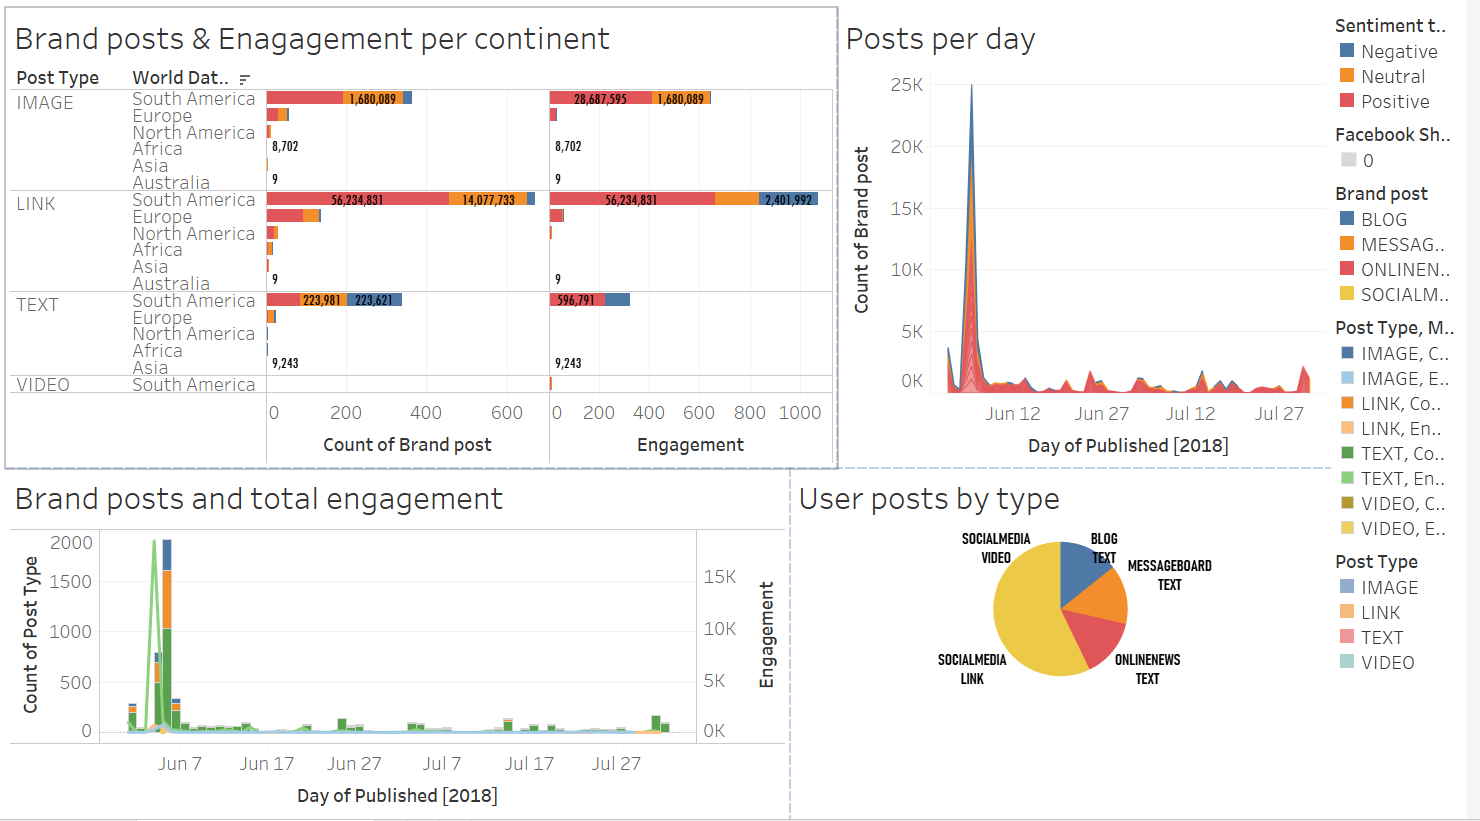 Brand posts & Enagagement per continent
Post Type World Dat..
IMAGE
South America 1,680,089 28,687,595 1,680,089
Europe
North America
Africa 8,702 8,702
Asia
Australia 9 9
LINK
South America 56,234,831 14,077,733 56,234,831 2,401,992
Europe
North America
Africa
Asia
Australia 9 9
TEXT
South America 223,981 223,621 596,791
Europe
North America
Africa
Asia 9,243 9,243
VIDEO South America
0 200 400 600 0 200 400 600 800 1000
Count of Brand post Engagement
Posts per day
25K
20K
15K
10K
5K
0K
Count of Brand post
Jun 12 Jun 27 Jul 12 Jul 27
Day of Published [2018]
Sentiment t..
Negative
Neutral
Positive
Facebook Sh..
0
Brand post
BLOG
MESSAG..
ONLINEN..
SOCIALM..
Post Type, M..
IMAGE, C..
IMAGE, E..
LINK, Co..
LINK, En..
TEXT, Co..
TEXT, En..
VIDEO, C..
VIDEO, E..
Post Type
IMAGE
LINK
TEXT
VIDEO
Brand posts and total engagement
2000
1500
1000
500
0
Count of Post Type
15K
10K
5K
0K
Engagement
Jun 7 Jun 17 Jun 27 Jul 7 Jul 17 Jul 27
Day of Published [2018]
User posts by type
SOCIALMEDIA
VIDEO
BLOG
TEXT
MESSAGEBOARD
TEXT
SOCIALMEDIA
LINK
ONLINENEWS
TEXT